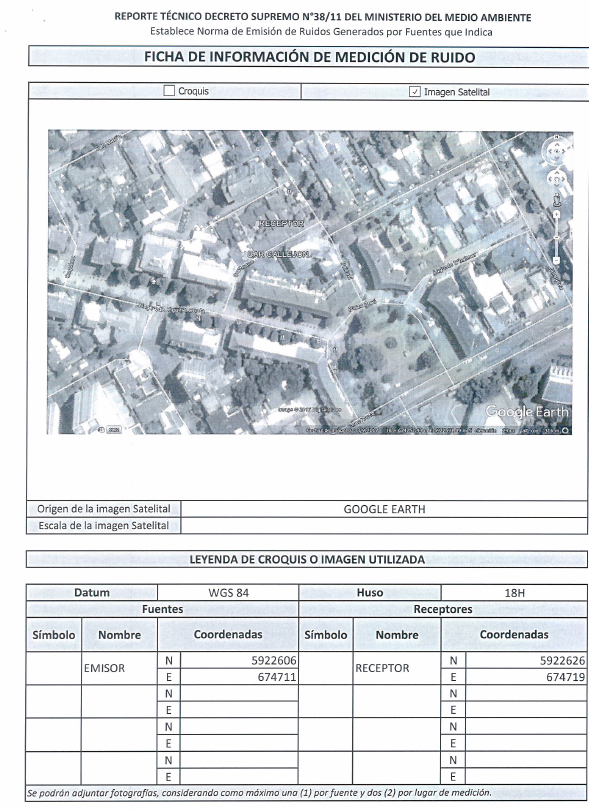 REPORTE TÉCNICO DECRETO SUPREMO N°38/11 DEL MINISTERIO DEL MEDIO AMBIENTE
Establece Norma de Emisión de Ruidos Generados por Fuentes que Indica
FICHA DE INFORMACIÓN DE MEDICIÓN DE RUIDO
Croquis ✓ Imagen Satelital
RECEPTOR
BAR CALLEJON
Google Earth
Origen de la imagen Satelital GOOGLE EARTH
Escala de la imagen Satelital
LEYENDA DE CROQUIS O IMAGEN UTILIZADA
Datum WGS 84 Huso 18H
Fuentes Receptores
Símbolo Nombre Coordenadas Símbolo Nombre Coordenadas
EMISOR N 5922606 RECEPTOR N 5922626
E 674711 E 674719
N N
E E
N N
E E
N N
E E
Se podrán adjuntar fotografías, considerando como máximo una (1) por fuente y dos (2) por lugar de medición.